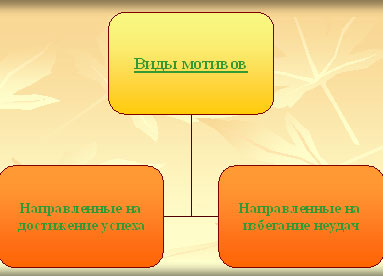 Виды мотивов
Направленные на
достижение успеха
Направленные на
избегание неудач